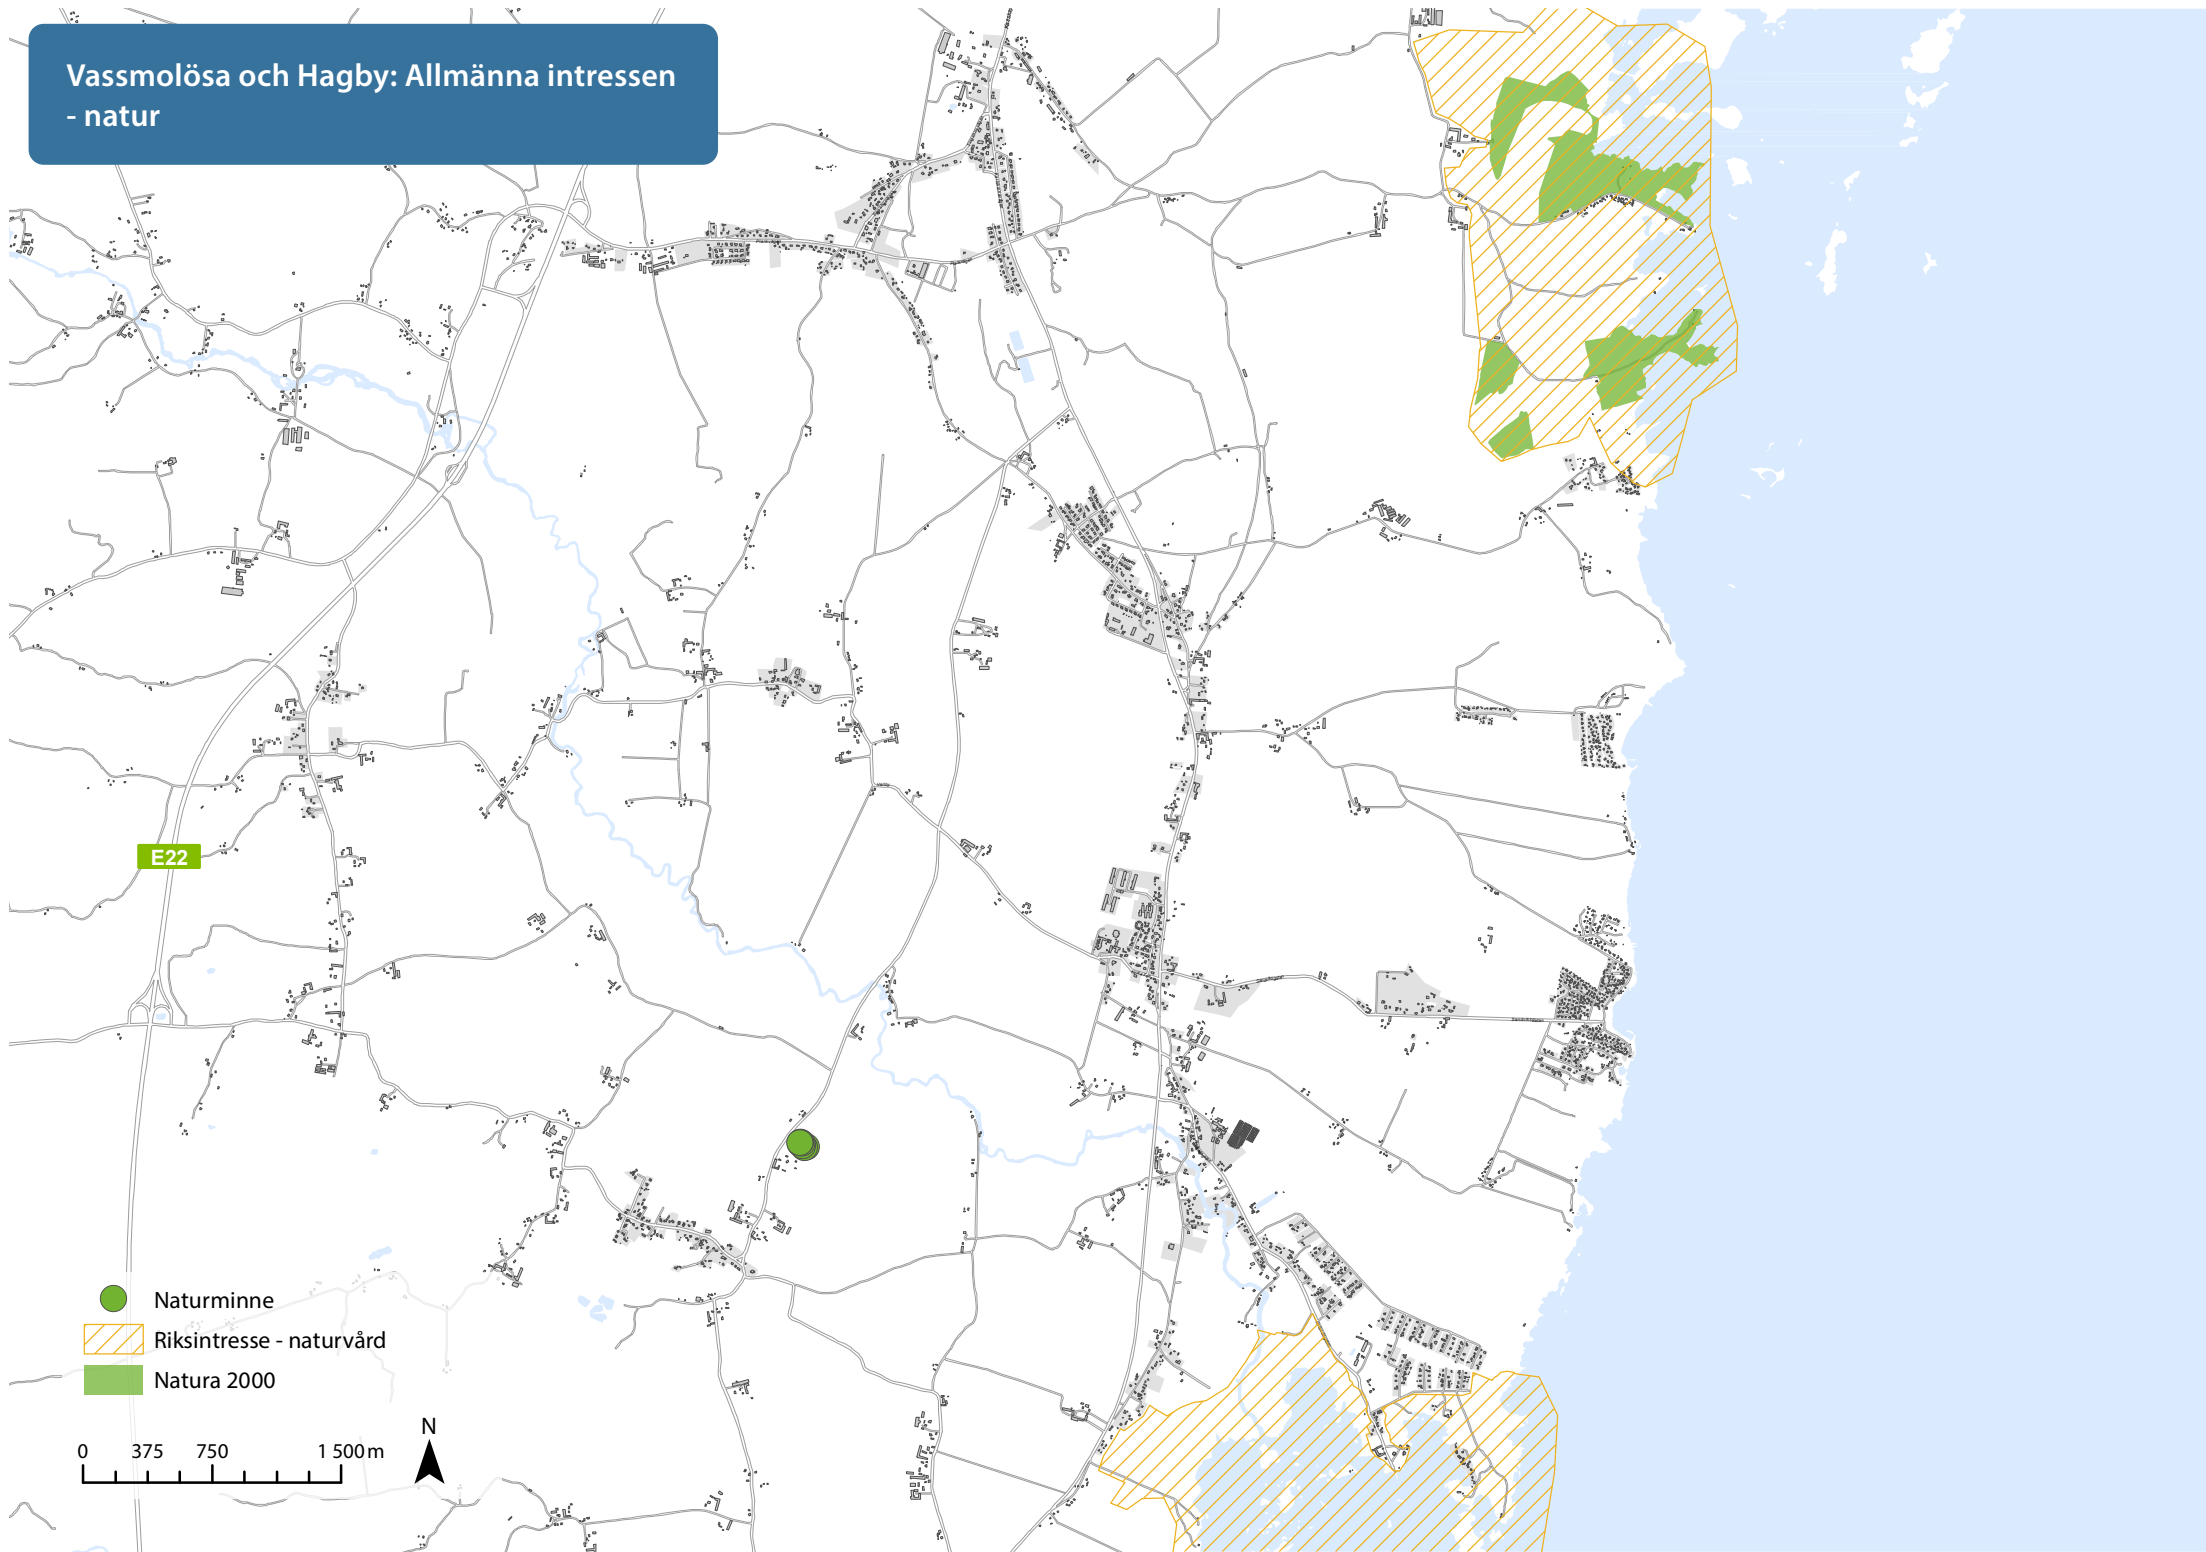 Vassmolösa och Hagby: Allmänna intressen
- natur
E22
Naturminne
Riksintresse - naturvård
Natura 2000
N
0 375 750 1 500 m